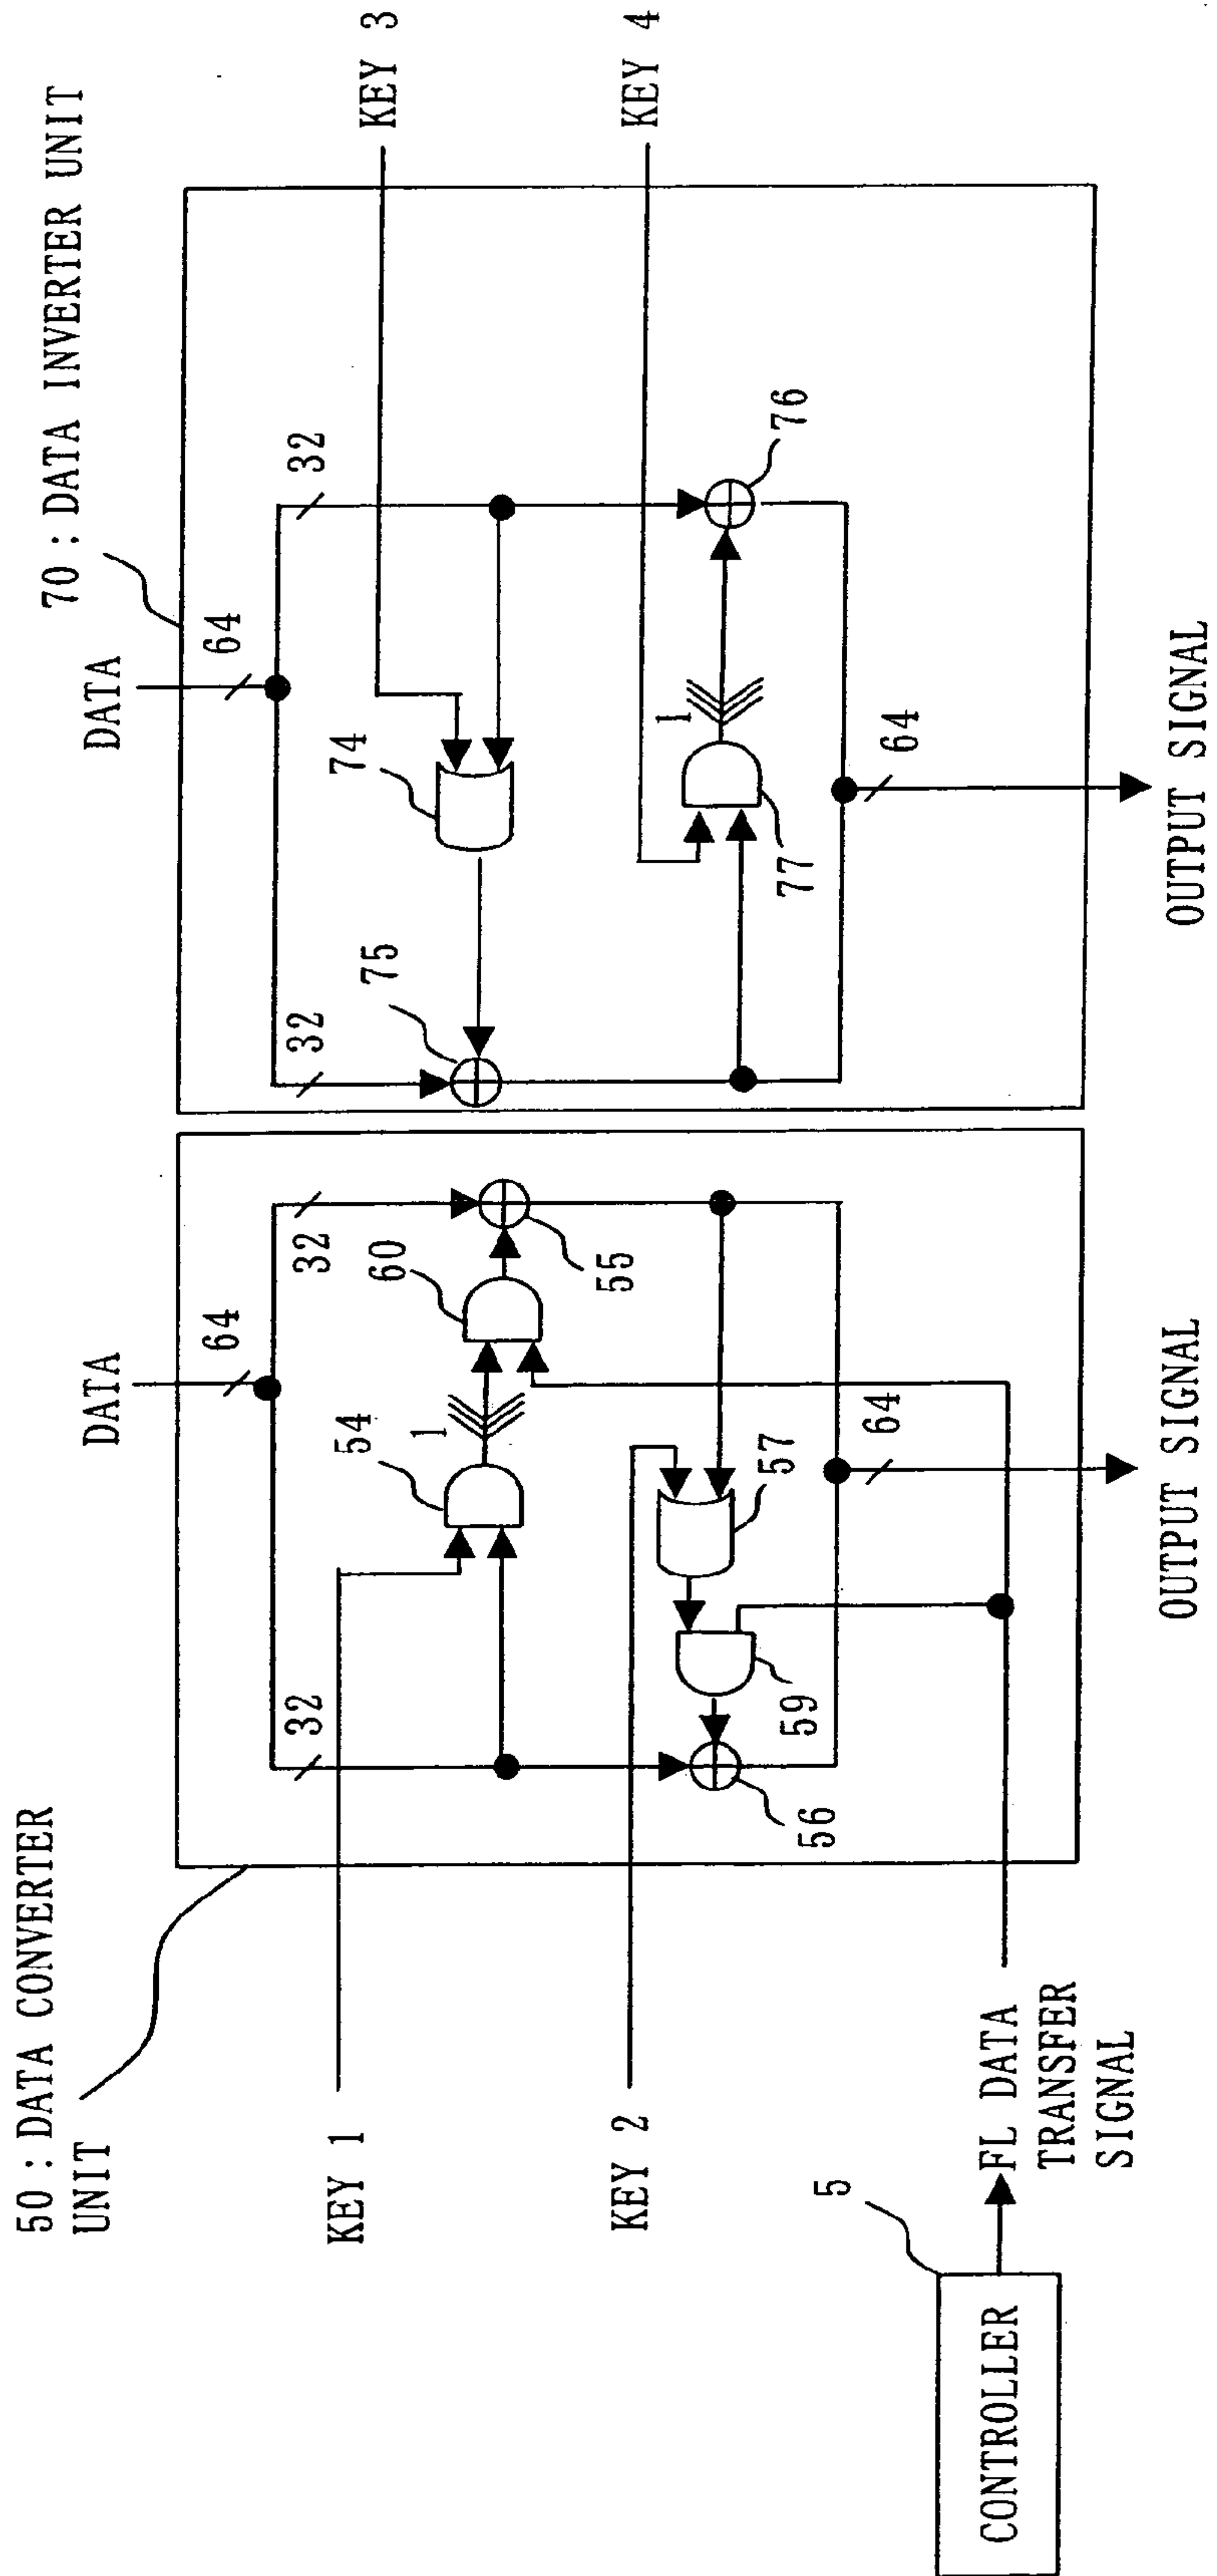 50 : DATA CONVERTER
UNIT
70 : DATA INVERTER UNIT
DATA
64
32
32
KEY 1
54
1
60
55
KEY 2
57
59
56
64
OUTPUT SIGNAL
5
CONTROLLER
FL DATA
TRANSFER
SIGNAL
DATA
64
32
32
KEY 3
74
75
KEY 4
1
76
77
64
OUTPUT SIGNAL